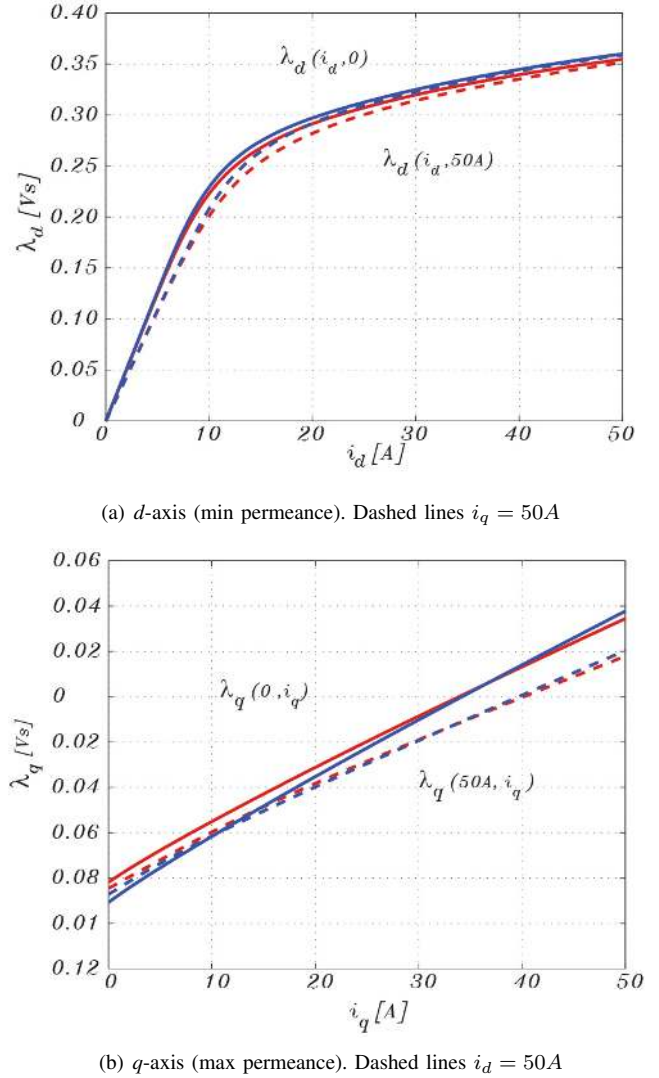 0.40
0.35
0.30
0.25
0.20
0.15
0.10
0.05
0
λd [Vs]
λd (id ,0)
λd (id ,50A)
0 10 20 30 40 50
id [A]
(a) d-axis (min permeance). Dashed lines iq = 50A
0.06
0.04
0.02
0
0.02
0.04
0.06
0.08
0.01
0.12
λq [Vs]
λq (0 ,iq)
λq (50A, iq)
0 10 20 30 40 50
iq [A]
(b) q-axis (max permeance). Dashed lines id = 50A